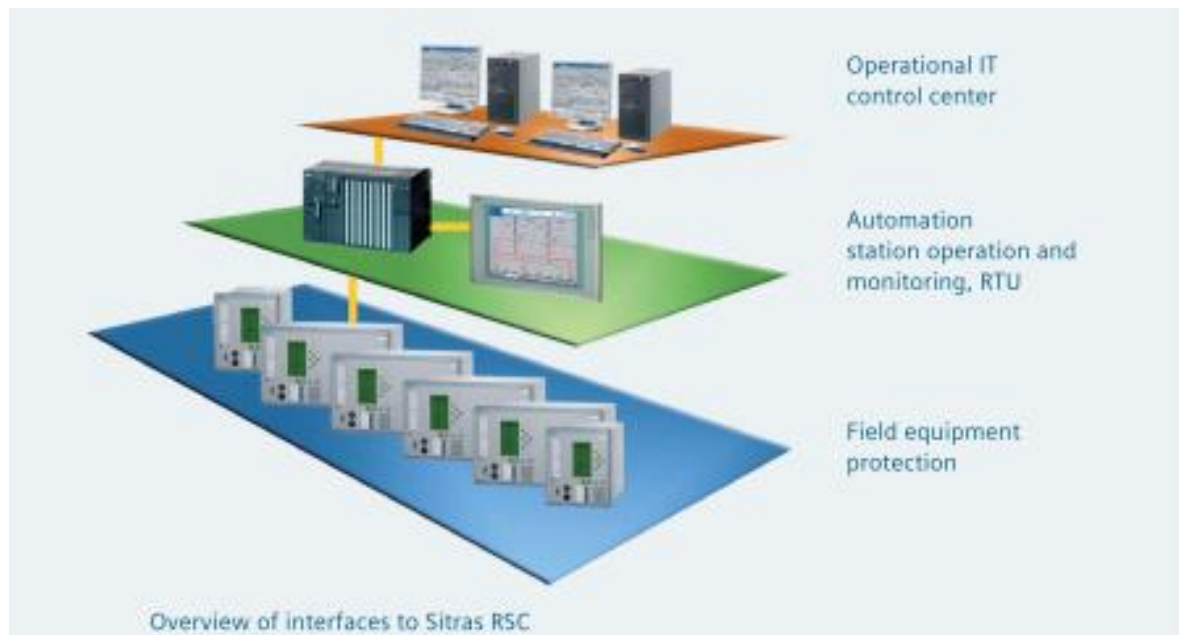 Operational IT
control center
Automation
station operation and
monitoring, RTU
Field equipment
protection
Overview of interfaces to Sitras RSC